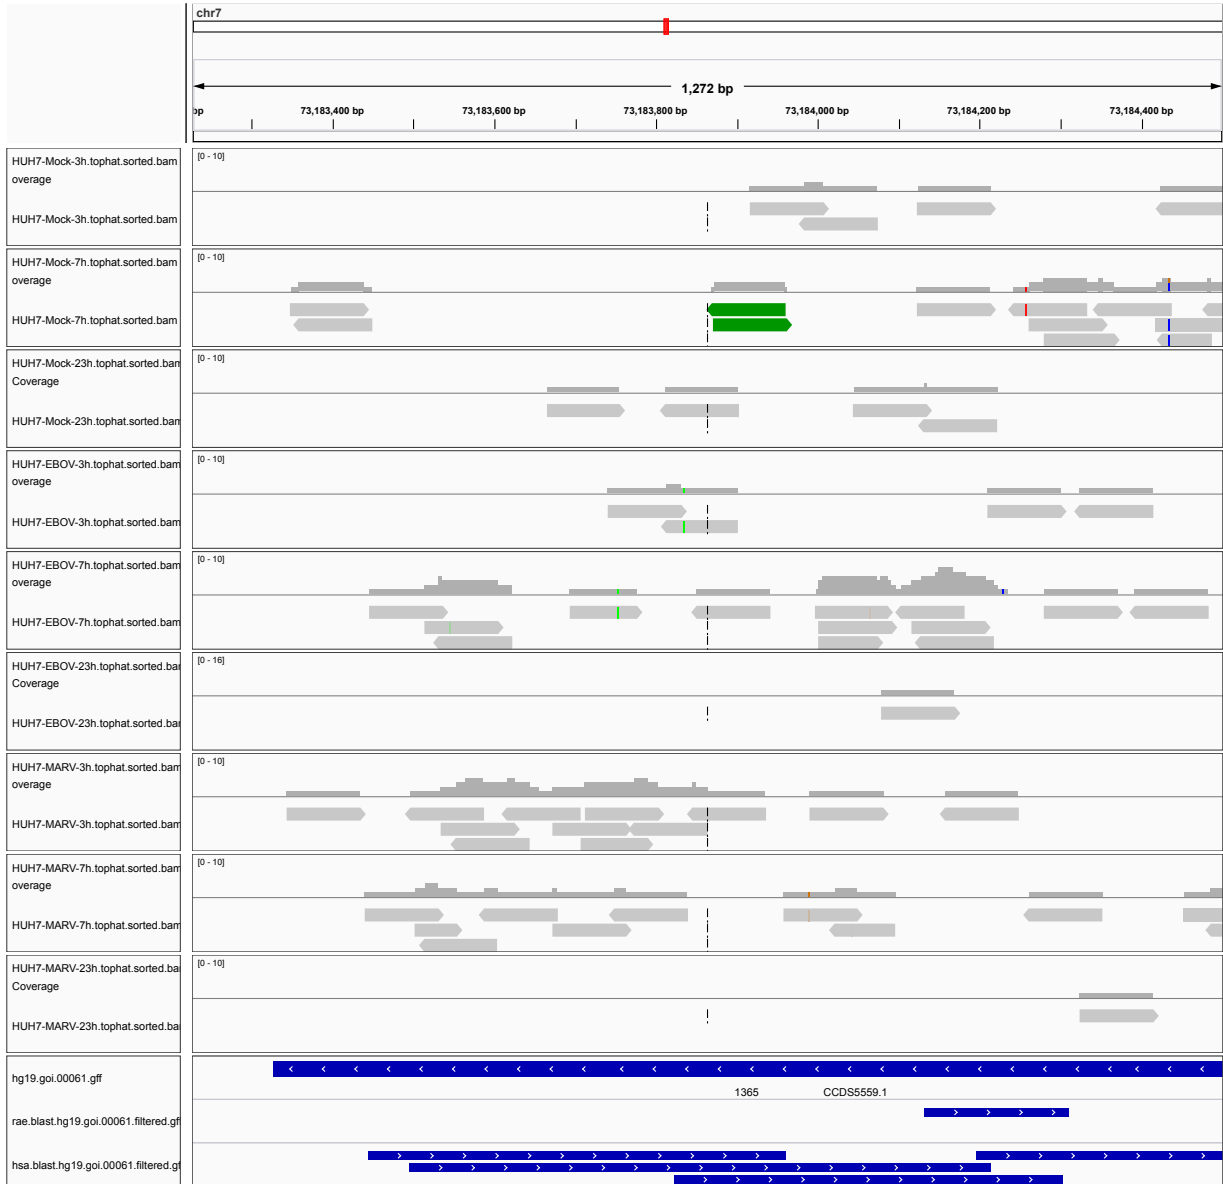 chr7
1,272 bp
bp 73,183,400 bp 73,183,600 bp 73,183,800 bp 73,184,000 bp 73,184,200 bp 73,184,400 bp
HUH7-Mock-3h.tophat.sorted.bam [0 - 10]
overage
HUH7-Mock-3h.tophat.sorted.bam
HUH7-Mock-7h.tophat.sorted.bam [0 - 10]
overage
HUH7-Mock-7h.tophat.sorted.bam
HUH7-Mock-23h.tophat.sorted.bam [0 - 10]
Coverage
HUH7-Mock-23h.tophat.sorted.bam
HUH7-EBOV-3h.tophat.sorted.bam [0 - 10]
overage
HUH7-EBOV-3h.tophat.sorted.bam
HUH7-EBOV-7h.tophat.sorted.bam [0 - 10]
overage
HUH7-EBOV-7h.tophat.sorted.bam
HUH7-EBOV-23h.tophat.sorted.ba [0 - 16]
Coverage
HUH7-EBOV-23h.tophat.sorted.ba
HUH7-MARV-3h.tophat.sorted.bam [0 - 10]
overage
HUH7-MARV-3h.tophat.sorted.bam
HUH7-MARV-7h.tophat.sorted.bam [0 - 10]
overage
HUH7-MARV-7h.tophat.sorted.bam
HUH7-MARV-23h.tophat.sorted.ba [0 - 10]
Coverage
HUH7-MARV-23h.tophat.sorted.ba
hg19.goi.00061.gff
1365 CCDS5559.1
rae.blast.hg19.goi.00061.filtered.gf
hsa.blast.hg19.goi.00061.filtered.gf